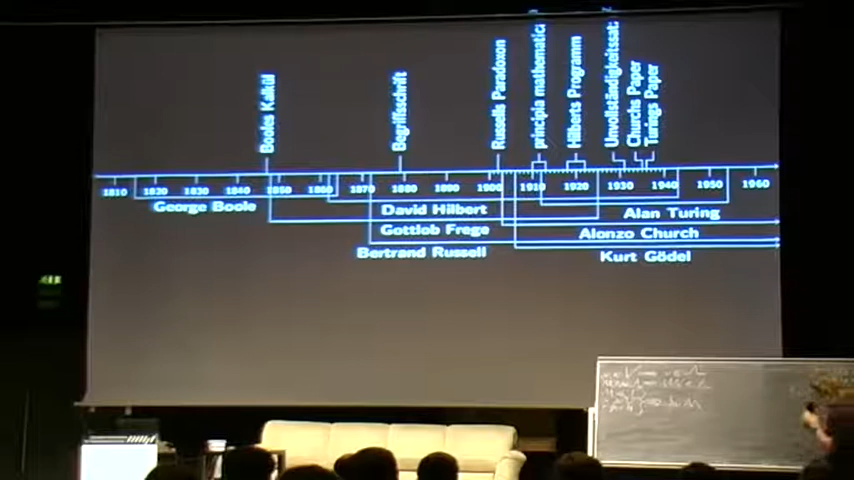 Booles Kalkül
Begriffsschrift
Russells Paradoxon
principia mathematica
Hilberts Programm
Unvollständigkeitssatz
Churchs Paper
Turings Paper
1810 1820 1830 1840 1850 1860 1870 1880 1890 1900 1910 1920 1930 1940 1950 1960
George Boole
David Hilbert
Alan Turing
Gottlob Frege
Alonzo Church
Bertrand Russell
Kurt Gödel